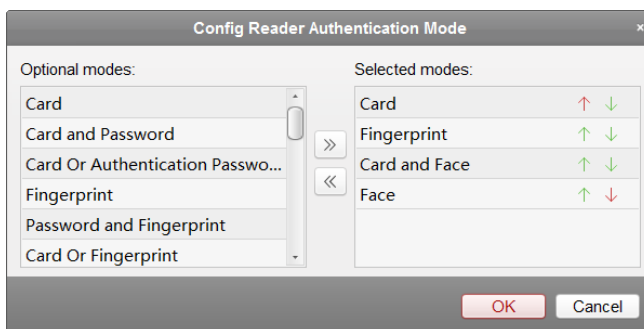 Config Reader Authentication Mode
Optional modes:
Selected modes:
Card
Card and Password
Card Or Authentication Passwo...
Fingerprint
Password and Fingerprint
Card Or Fingerprint
Card
Fingerprint
Card and Face
Face
OK
Cancel